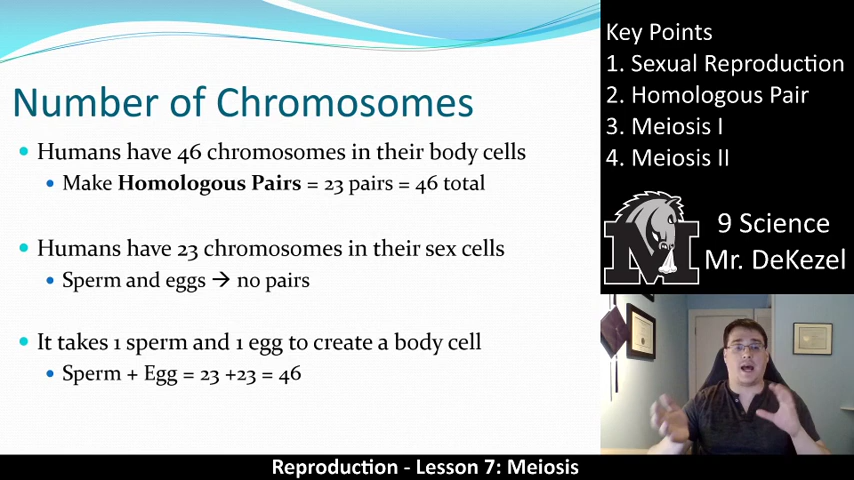 Number of Chromosomes
Humans have 46 chromosomes in their body cells
Make Homologous Pairs = 23 pairs = 46 total
Humans have 23 chromosomes in their sex cells
Sperm and eggs → no pairs
It takes 1 sperm and 1 egg to create a body cell
Sperm + Egg = 23 +23 = 46
Key Points
1. Sexual Reproduction
2. Homologous Pair
3. Meiosis I
4. Meiosis II
M
9 Science
Mr. DeKezel
Reproduction - Lesson 7: Meiosis